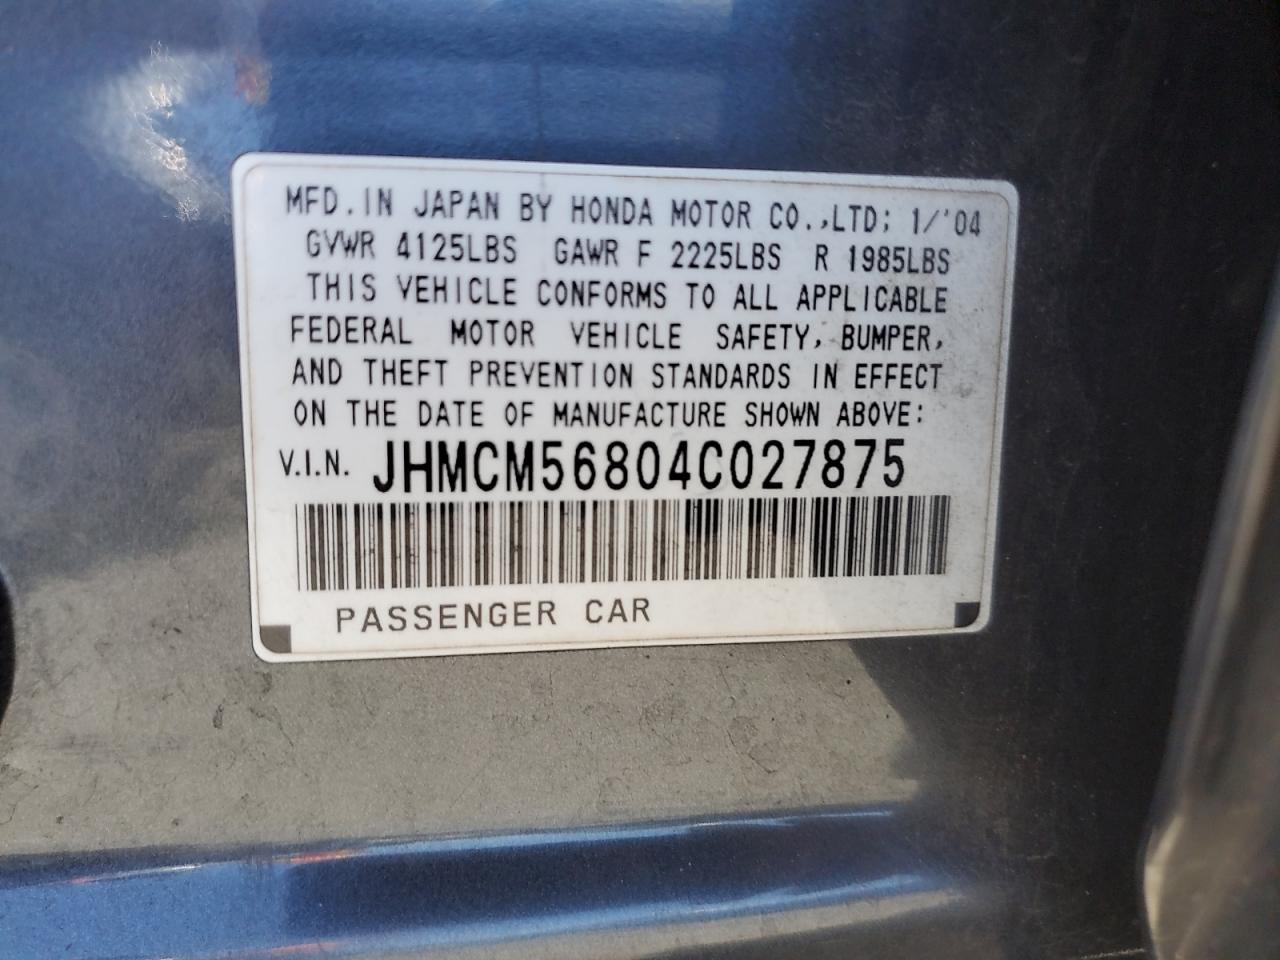 MFD. IN JAPAN BY HONDA MOTOR CO.,LTD; 1/'04
GVWR 4125LBS GAWR F 2225LBS R 1985LBS
THIS VEHICLE CONFORMS TO ALL APPLICABLE
FEDERAL MOTOR VEHICLE SAFETY, BUMPER,
AND THEFT PREVENTION STANDARDS IN EFFECT
ON THE DATE OF MANUFACTURE SHOWN ABOVE:
V.I.N. JHMCM56804C027875
PASSENGER CAR